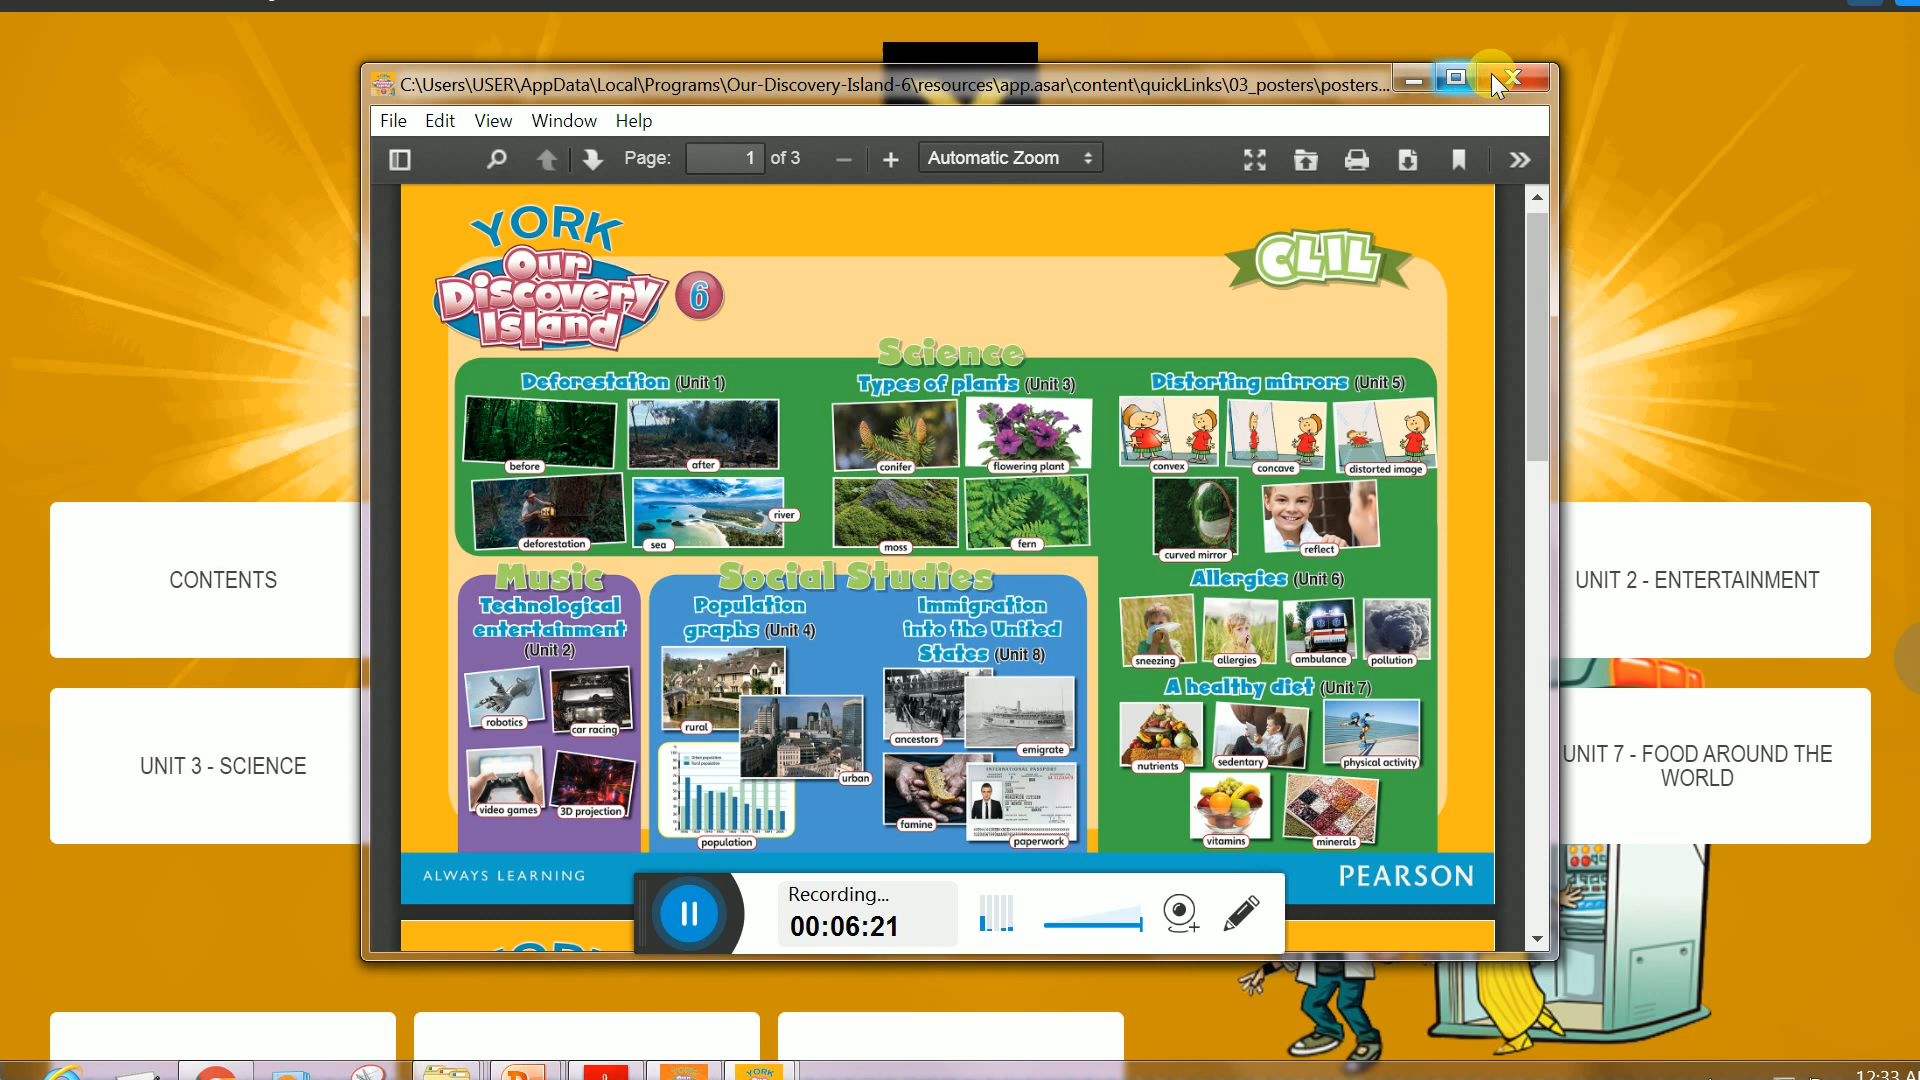 C:\Users\USER\AppData\Local\Programs\Our-Discovery-Island-6\resources\app.asar\content\quickLinks\03_posters\posters...
File Edit View Window Help
Page: 1 of 3 Automatic Zoom
YORK
Our
Discovery
Island
6
CLIL
Science
Deforestation (Unit 1)
before
after
deforestation
sea
river
Types of plants (Unit 3)
conifer
flowering plant
moss
fern
Distorting mirrors (Unit 5)
convex
concave
distorted image
curved mirror
reflect
Allergies (Unit 6)
sneezing
allergies
ambulance
pollution
A healthy diet (Unit 7)
nutrients
sedentary
physical activity
vitamins
minerals
Music
Technological
entertainment
(Unit 2)
robotics
car racing
video games
3D projection
Social Studies
Population
graphs (Unit 4)
rural
urban
population
Immigration
into the United
States (Unit 8)
ancestors
emigrate
famine
INTERNATIONAL PASSPORT
paperwork
ALWAYS LEARNING
PEARSON
Recording...
00:06:21
CONTENTS
UNIT 2 - ENTERTAINMENT
UNIT 3 - SCIENCE
UNIT 7 - FOOD AROUND THE
WORLD
YORK
YORK